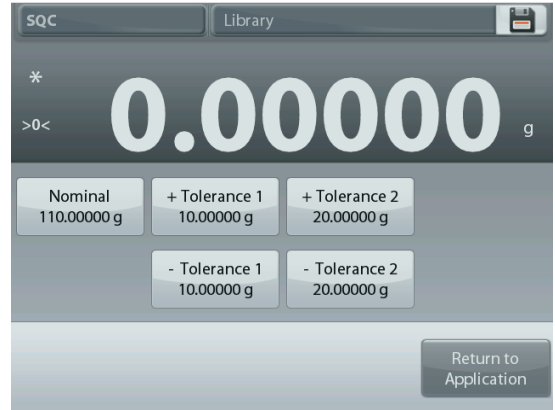 SQC Library
*
>0< 0.00000 g
Nominal + Tolerance 1 + Tolerance 2
110.00000 g 10.00000 g 20.00000 g
- Tolerance 1 - Tolerance 2
10.00000 g 20.00000 g
Return to
Application